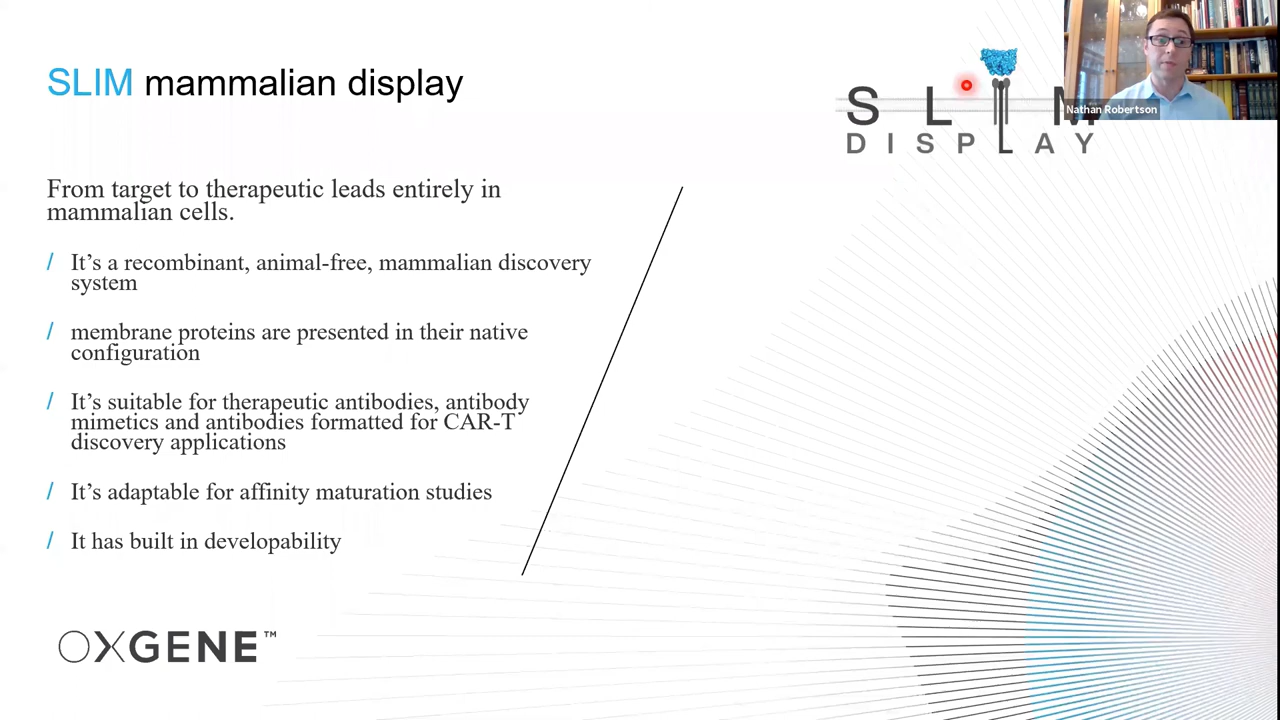 SLIM mammalian display
S L I M
DISPLAY
Nathan Robertson
From target to therapeutic leads entirely in
mammalian cells.
/ It’s a recombinant, animal-free, mammalian discovery
system
/ membrane proteins are presented in their native
configuration
/ It’s suitable for therapeutic antibodies, antibody
mimetics and antibodies formatted for CAR-T
discovery applications
/ It’s adaptable for affinity maturation studies
/ It has built in developability
OXGENE™